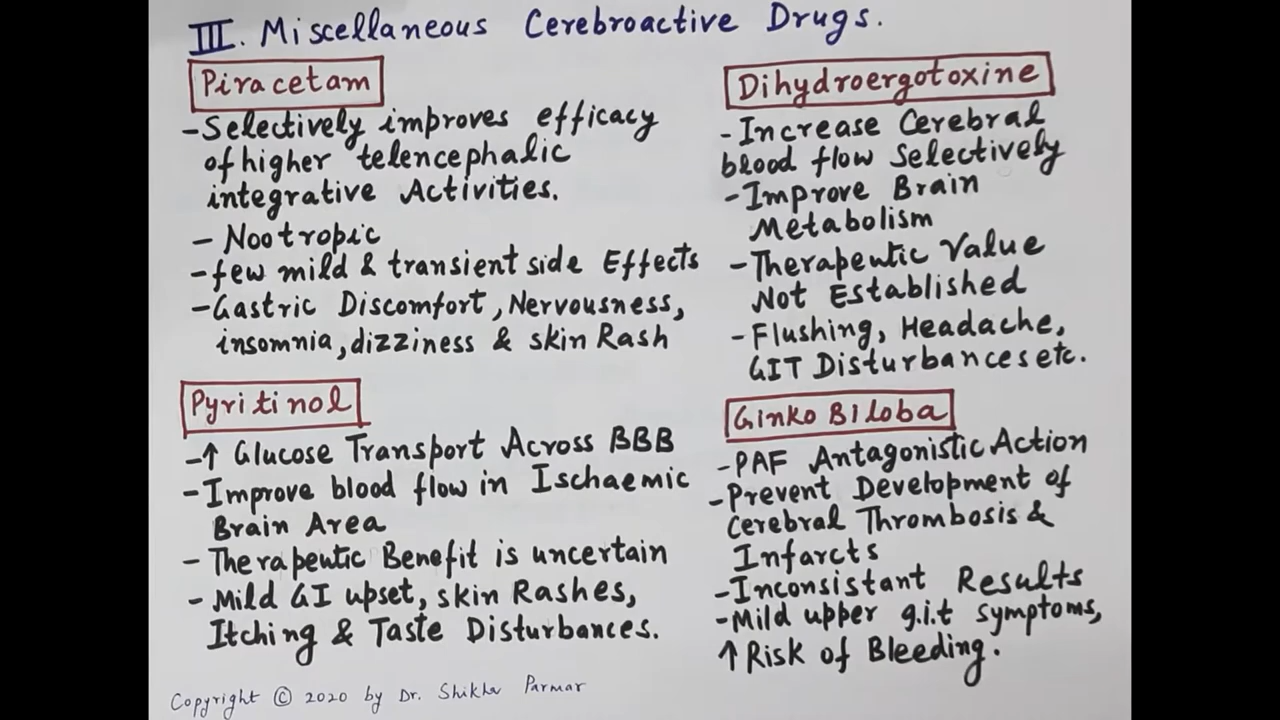 III. Miscellaneous Cerebroactive Drugs.
Piracetam
- Selectively improves efficacy
of higher telencephalic
integrative Activities.
- Nootropic
- few mild & transient side Effects
- Gastric Discomfort, Nervousness,
insomnia, dizziness & skin Rash
Pyritinol
- ↑ Glucose Transport Across BBB
- Improve blood flow in Ischaemic
Brain Area
- Therapeutic Benefit is uncertain
- Mild GI upset, skin Rashes,
Itching & Taste Disturbances.
Dihydroergotoxine
- Increase Cerebral
blood flow Selectively
- Improve Brain
Metabolism
- Therapeutic Value
Not Established
- Flushing, Headache,
GIT Disturbances etc.
Ginko Biloba
- PAF Antagonistic Action
- Prevent Development of
Cerebral Thrombosis &
Infarcts
- Inconsistant Results
- Mild upper g.i.t symptoms,
↑ Risk of Bleeding.
Copyright © 2020 by Dr. Shikha Parmar